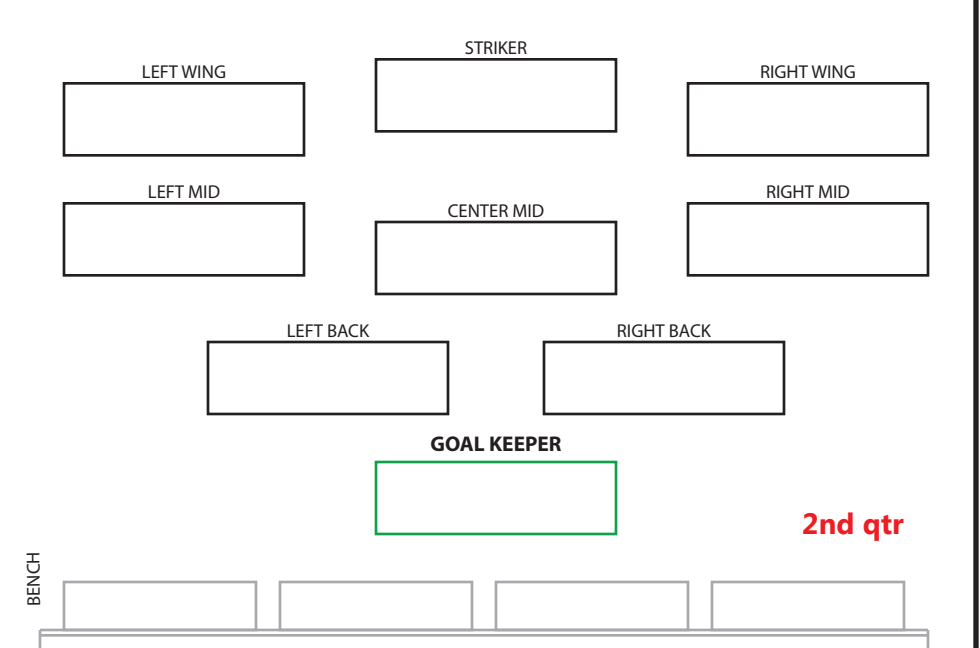 STRIKER
LEFT WING
RIGHT WING
LEFT MID
RIGHT MID
CENTER MID
LEFT BACK
RIGHT BACK
GOAL KEEPER
2nd qtr
BENCH